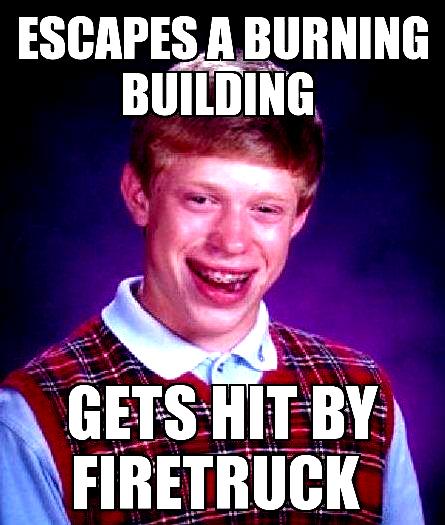 ESCAPES A BURNING
BUILDING
GETS HIT BY
FIRETRUCK